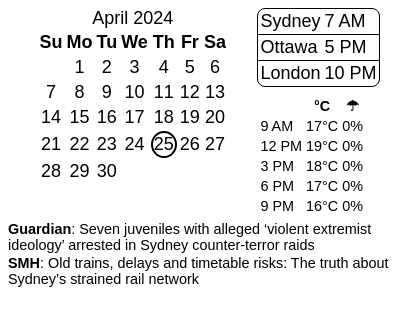 April 2024
Su Mo Tu We Th Fr Sa
1 2 3 4 5 6
7 8 9 10 11 12 13
14 15 16 17 18 19 20
21 22 23 24 25 26 27
28 29 30
Sydney 7 AM
Ottawa 5 PM
London 10 PM
°C ☂
9 AM 17°C 0%
12 PM 19°C 0%
3 PM 18°C 0%
6 PM 17°C 0%
9 PM 16°C 0%
Guardian: Seven juveniles with alleged ‘violent extremist
ideology’ arrested in Sydney counter-terror raids
SMH: Old trains, delays and timetable risks: The truth about
Sydney’s strained rail network